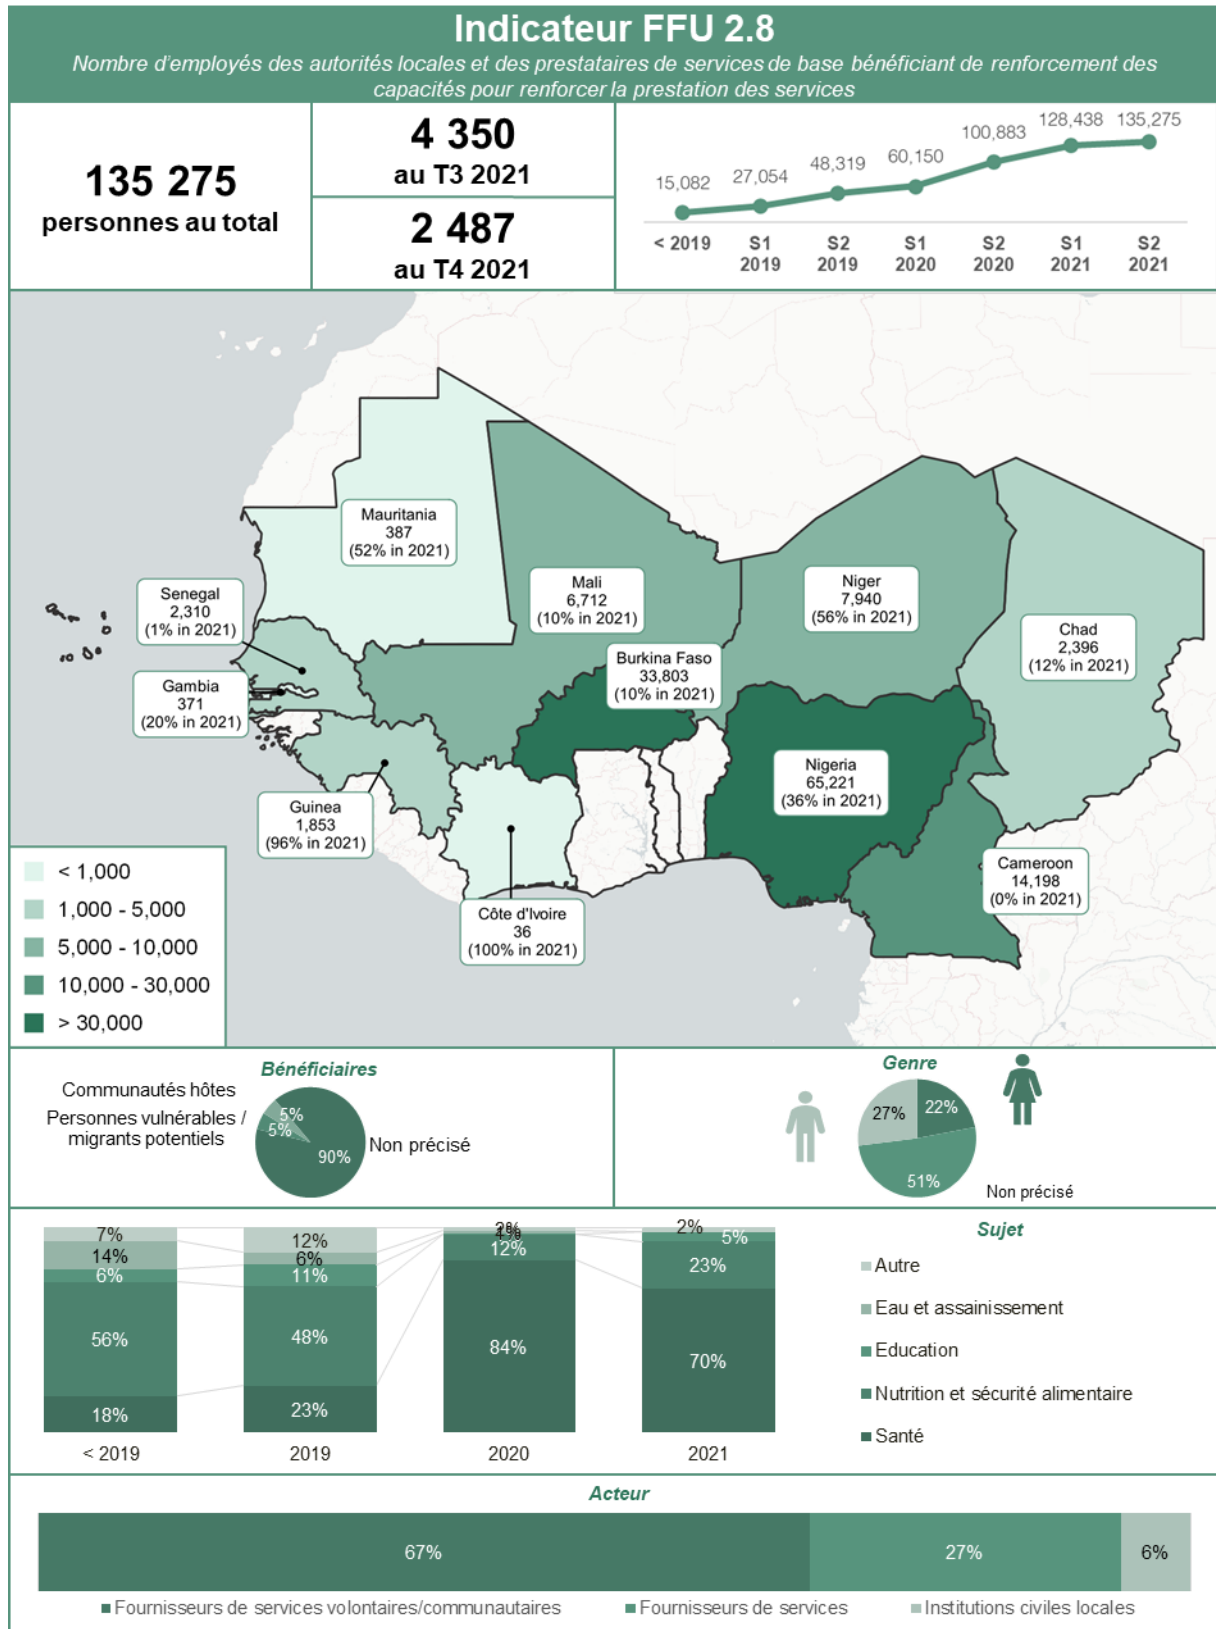 Indicateur FFU 2.8
Nombre d'employés des autorités locales et des prestataires de services de base bénéficiant de renforcement des
capacités pour renforcer la prestation des services
135 275
personnes au total
4 350
au T3 2021
2 487
au T4 2021
15,082
27,054
48,319
60,150
100,883
128,438
135,275
< 2019
S1
2019
S2
2019
S1
2020
S2
2020
S1
2021
S2
2021
Mauritania
387
(52% in 2021)
Senegal
2,310
(1% in 2021)
Mali
6,712
(10% in 2021)
Niger
7,940
(56% in 2021)
Chad
2,396
(12% in 2021)
Burkina Faso
33,803
(10% in 2021)
Gambia
371
(20% in 2021)
Nigeria
65,221
(36% in 2021)
Guinea
1,853
(96% in 2021)
Cameroon
14,198
(0% in 2021)
Côte d'Ivoire
36
(100% in 2021)
< 1,000
1,000 - 5,000
5,000 - 10,000
10,000 - 30,000
> 30,000
Bénéficiaires
Communautés hôtes
Personnes vulnérables /
migrants potentiels
5%
5%
90%
Non précisé
Genre
27%
22%
51%
Non précisé
7%
14%
6%
56%
18%
< 2019
12%
6%
11%
48%
23%
2019
2%
12%
84%
2020
2%
5%
23%
70%
2021
Sujet
Autre
Eau et assainissement
Education
Nutrition et sécurité alimentaire
Santé
Acteur
67%
27%
6%
Fournisseurs de services volontaires/communautaires
Fournisseurs de services
Institutions civiles locales